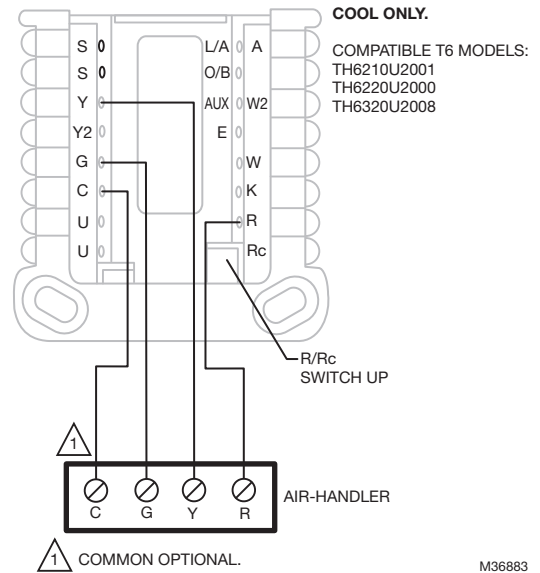 COOL ONLY.
COMPATIBLE T6 MODELS:
TH6210U2001
TH6220U2000
TH6320U2008
S L/A A
S O/B
Y AUX W2
Y2 E
G W
C K
U R
U Rc
R/Rc
SWITCH UP
1
C G Y R
AIR-HANDLER
1 COMMON OPTIONAL.
M36883